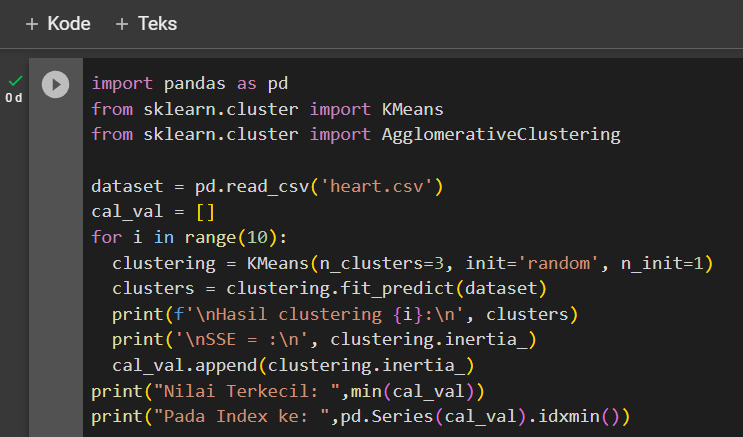 + Kode + Teks
0 d
import pandas as pd
from sklearn.cluster import KMeans
from sklearn.cluster import AgglomerativeClustering
dataset = pd.read_csv('heart.csv')
cal_val = []
for i in range(10):
  clustering = KMeans(n_clusters=3, init='random', n_init=1)
  clusters = clustering.fit_predict(dataset)
  print(f'\nHasil clustering {i}:\n', clusters)
  print('\nSSE = :\n', clustering.inertia_)
  cal_val.append(clustering.inertia_)
print("Nilai Terkecil: ",min(cal_val))
print("Pada Index ke: ",pd.Series(cal_val).idxmin())